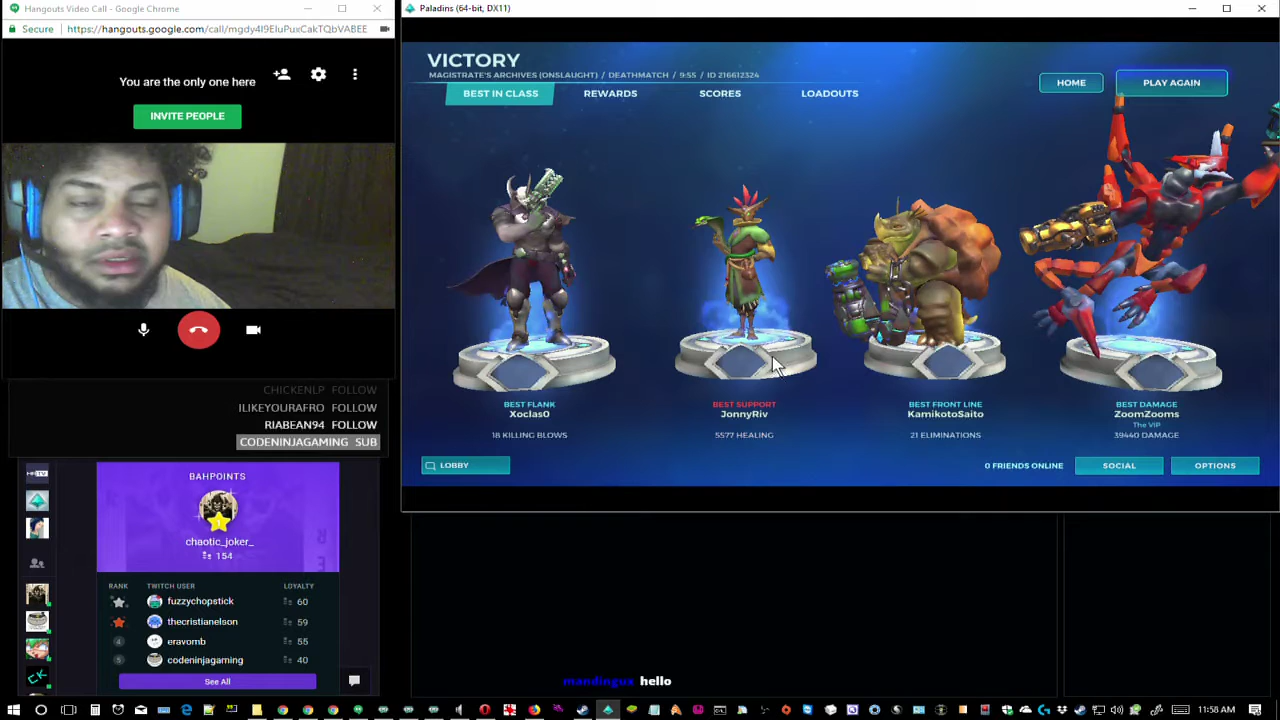 Hangouts Video Call - Google Chrome
Secure
https://hangouts.google.com/call/mgdy4I9EIuPuxCakTQbVABEE
You are the only one here
INVITE PEOPLE
CHICKENLP FOLLOW
ILIKEYOURAFRO FOLLOW
RIABEAN94 FOLLOW
CODENINJAGAMING SUB
BAHPOINTS
1
chaotic_joker_
154
RANK TWITCH USER LOYALTY
fuzzychopstick 60
thecristianelson 59
4 eravomb 55
5 codeninjagaming 40
See All
Paladins (64-bit, DX11)
VICTORY
MAGISTRATE'S ARCHIVES (ONSLAUGHT) / DEATHMATCH / 9:55 / ID 216612324
HOME
PLAY AGAIN
BEST IN CLASS
REWARDS
SCORES
LOADOUTS
BEST FLANK
Xoclas0
18 KILLING BLOWS
BEST SUPPORT
JonnyRiv
5577 HEALING
BEST FRONT LINE
KamikotoSaito
21 ELIMINATIONS
BEST DAMAGE
ZoomZooms
The VIP
39440 DAMAGE
LOBBY
0 FRIENDS ONLINE
SOCIAL
OPTIONS
mandingux hello
11:58 AM